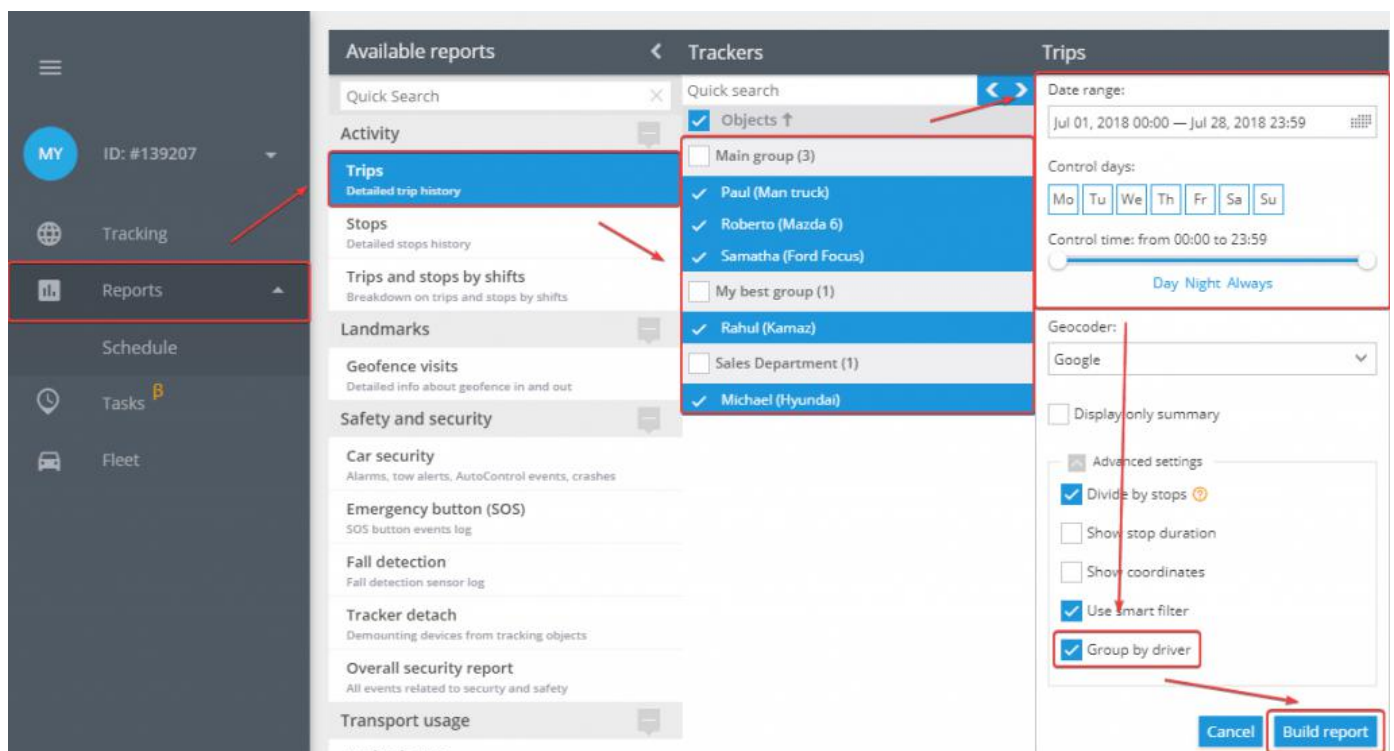 MY
ID: #139207
Tracking
Reports
Schedule
Tasks β
Fleet
Available reports
Quick Search
Activity
Trips
Detailed trip history
Stops
Detailed stops history
Trips and stops by shifts
Breakdown on trips and stops by shifts
Landmarks
Geofence visits
Detailed info about geofence in and out
Safety and security
Car security
Alarms, tow alerts, AutoControl events, crashes
Emergency button (SOS)
SOS button events log
Fall detection
Fall detection sensor log
Tracker detach
Demounting devices from tracking objects
Overall security report
All events related to securty and safety
Transport usage
Trackers
Quick search
Objects
Main group (3)
Paul (Man truck)
Roberto (Mazda 6)
Samatha (Ford Focus)
My best group (1)
Rahul (Kamaz)
Sales Department (1)
Michael (Hyundai)
Trips
Date range:
Jul 01, 2018 00:00 — Jul 28, 2018 23:59
Control days:
Mo Tu We Th Fr Sa Su
Control time: from 00:00 to 23:59
Day Night Always
Geocoder:
Google
Display only summary
Advanced settings
Divide by stops
Show stop duration
Show coordinates
Use smart filter
Group by driver
Cancel Build report